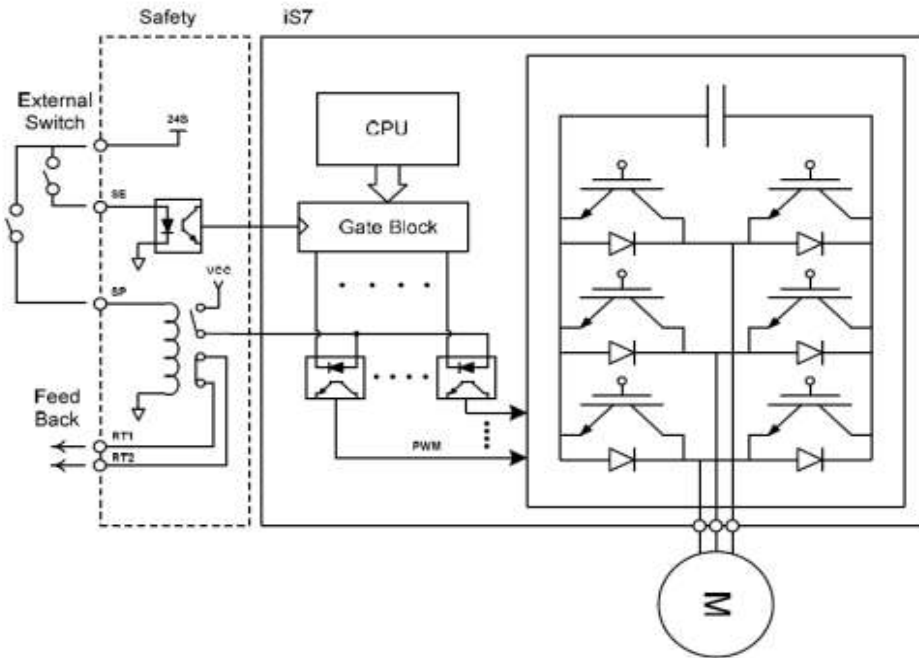 Safety
iS7
External
Switch
24S
CPU
SE
Gate Block
VCC
SP
Feed
Back
RT1
RT2
PWM
M